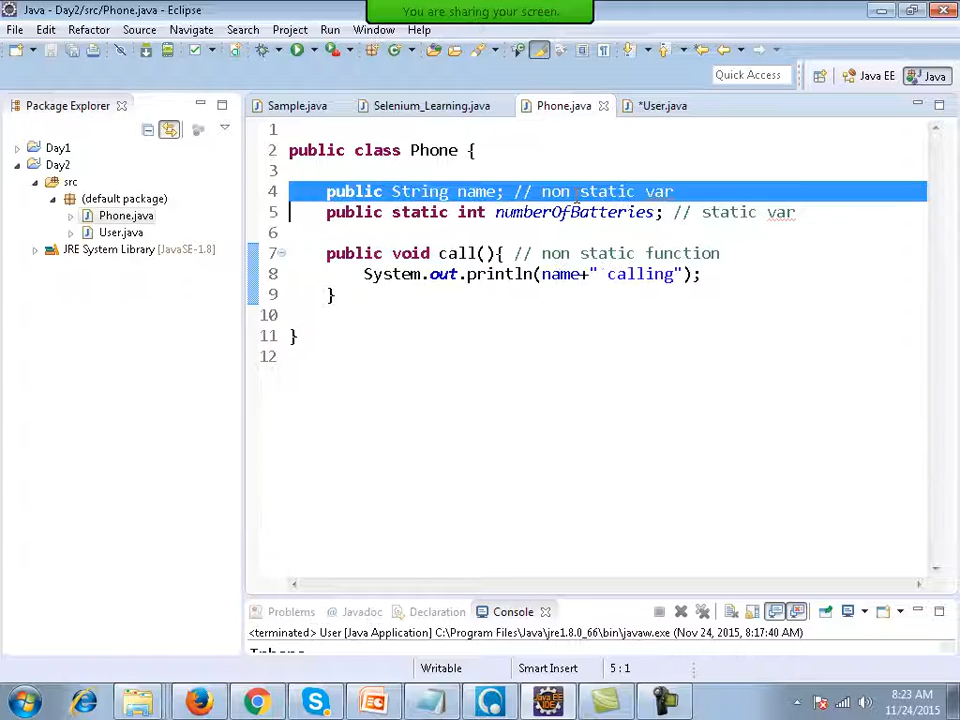 Java - Day2/src/Phone.java - Eclipse
You are sharing your screen.
File Edit Refactor Source Navigate Search Project Run Window Help
Quick Access
Java EE
Java
Package Explorer
Sample.java
Selenium_Learning.java
Phone.java
*User.java
Day1
Day2
src
(default package)
Phone.java
User.java
JRE System Library [JavaSE-1.8]
1
2 public class Phone {
3
4 public String name; // non static var
5 public static int numberOfBatteries; // static var
6
7 public void call(){ // non static function
8 System.out.println(name+" calling");
9 }
10
11 }
12
Problems @ Javadoc Declaration Console
<terminated> User [Java Application] C:\Program Files\Java\jre1.8.0_66\bin\javaw.exe (Nov 24, 2015, 8:17:40 AM)
Writable Smart Insert 5 : 1
8:23 AM
11/24/2015